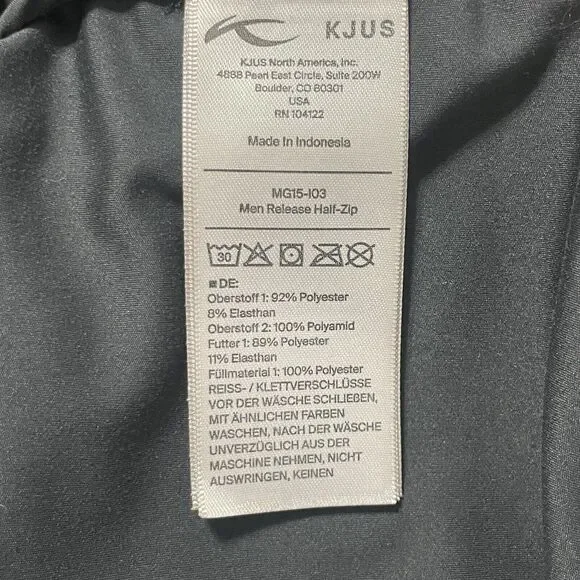 KJUS
KJUS North America, Inc.
4888 Pearl East Circle, Suite 200W
Boulder, CO 80301
USA
RN 104122
Made In Indonesia
MG15-I03
Men Release Half-Zip
30
DE:
Oberstoff 1: 92% Polyester
8% Elasthan
Oberstoff 2: 100% Polyamid
Futter 1: 89% Polyester
11% Elasthan
Füllmaterial 1: 100% Polyester
REISS- / KLETTVERSCHLÜSSE
VOR DER WÄSCHE SCHLIEßEN,
MIT ÄHNLICHEN FARBEN
WASCHEN, NACH DER WÄSCHE
UNVERZÜGLICH AUS DER
MASCHINE NEHMEN, NICHT
AUSWRINGEN, KEINEN